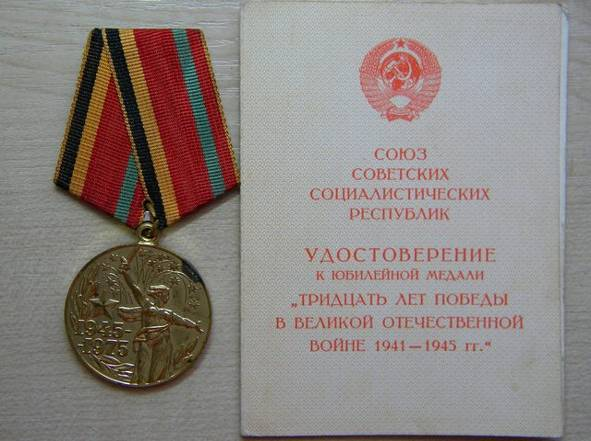 1945-
-1975
СОЮЗ
СОВЕТСКИХ
СОЦИАЛИСТИЧЕСКИХ
РЕСПУБЛИК
УДОСТОВЕРЕНИЕ
К ЮБИЛЕЙНОЙ МЕДАЛИ
„ТРИДЦАТЬ ЛЕТ ПОБЕДЫ
В ВЕЛИКОЙ ОТЕЧЕСТВЕННОЙ
ВОЙНЕ 1941—1945 гг.“